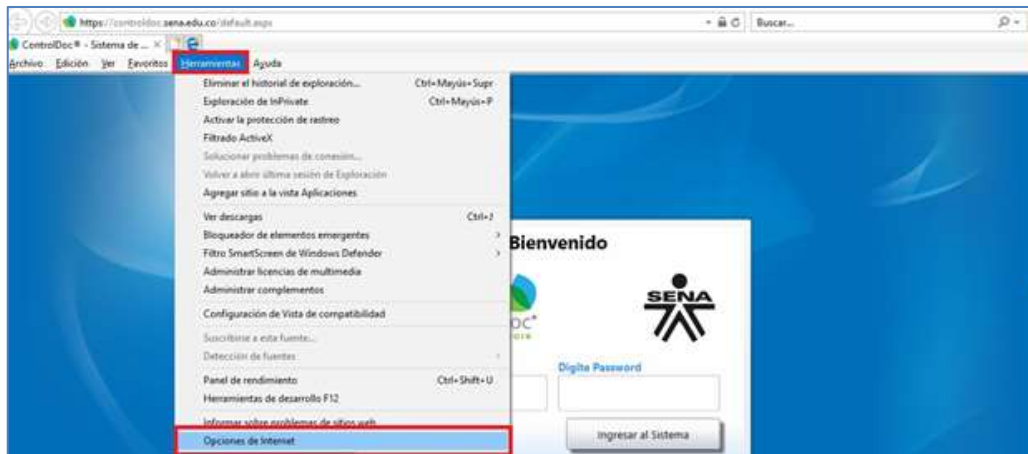 https://controldoc.sena.edu.co/default.aspx
Buscar...
ControlDoc® - Sistema de ...
Archivo Edición Ver Favoritos Herramientas Ayuda
Eliminar el historial de exploración... Ctrl+Mayús+Supr
Exploración de InPrivate Ctrl+Mayús+P
Activar la protección de rastreo
Filtrado ActiveX
Solucionar problemas de conexión...
Volver a abrir última sesión de Exploración
Agregar sitio a la vista Aplicaciones
Ver descargas Ctrl+J
Bloqueador de elementos emergentes
Filtro SmartScreen de Windows Defender
Administrar licencias de multimedia
Administrar complementos
Configuración de Vista de compatibilidad
Suscribirse a esta fuente...
Detección de fuentes
Panel de rendimiento Ctrl+Shift+U
Herramientas de desarrollo F12
Informar sobre problemas de sitios web
Opciones de Internet
Bienvenido
SENA
Digite Password
Ingresar al Sistema